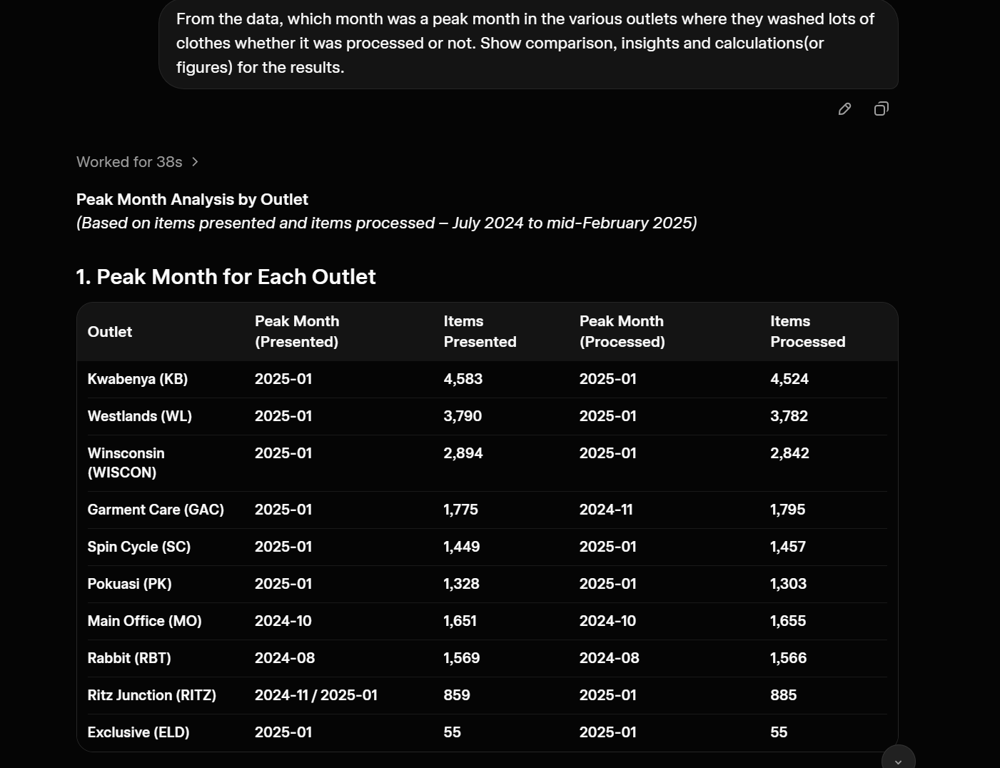 From the data, which month was a peak month in the various outlets where they washed lots of
clothes whether it was processed or not. Show comparison, insights and calculations(or
figures) for the results.
Worked for 38s
Peak Month Analysis by Outlet
(Based on items presented and items processed – July 2024 to mid-February 2025)
1. Peak Month for Each Outlet
Outlet Peak Month (Presented) Items Presented Peak Month (Processed) Items Processed
Kwabenya (KB) 2025-01 4,583 2025-01 4,524
Westlands (WL) 2025-01 3,790 2025-01 3,782
Winsconsin (WISCON) 2025-01 2,894 2025-01 2,842
Garment Care (GAC) 2025-01 1,775 2024-11 1,795
Spin Cycle (SC) 2025-01 1,449 2025-01 1,457
Pokuasi (PK) 2025-01 1,328 2025-01 1,303
Main Office (MO) 2024-10 1,651 2024-10 1,655
Rabbit (RBT) 2024-08 1,569 2024-08 1,566
Ritz Junction (RITZ) 2024-11 / 2025-01 859 2025-01 885
Exclusive (ELD) 2025-01 55 2025-01 55